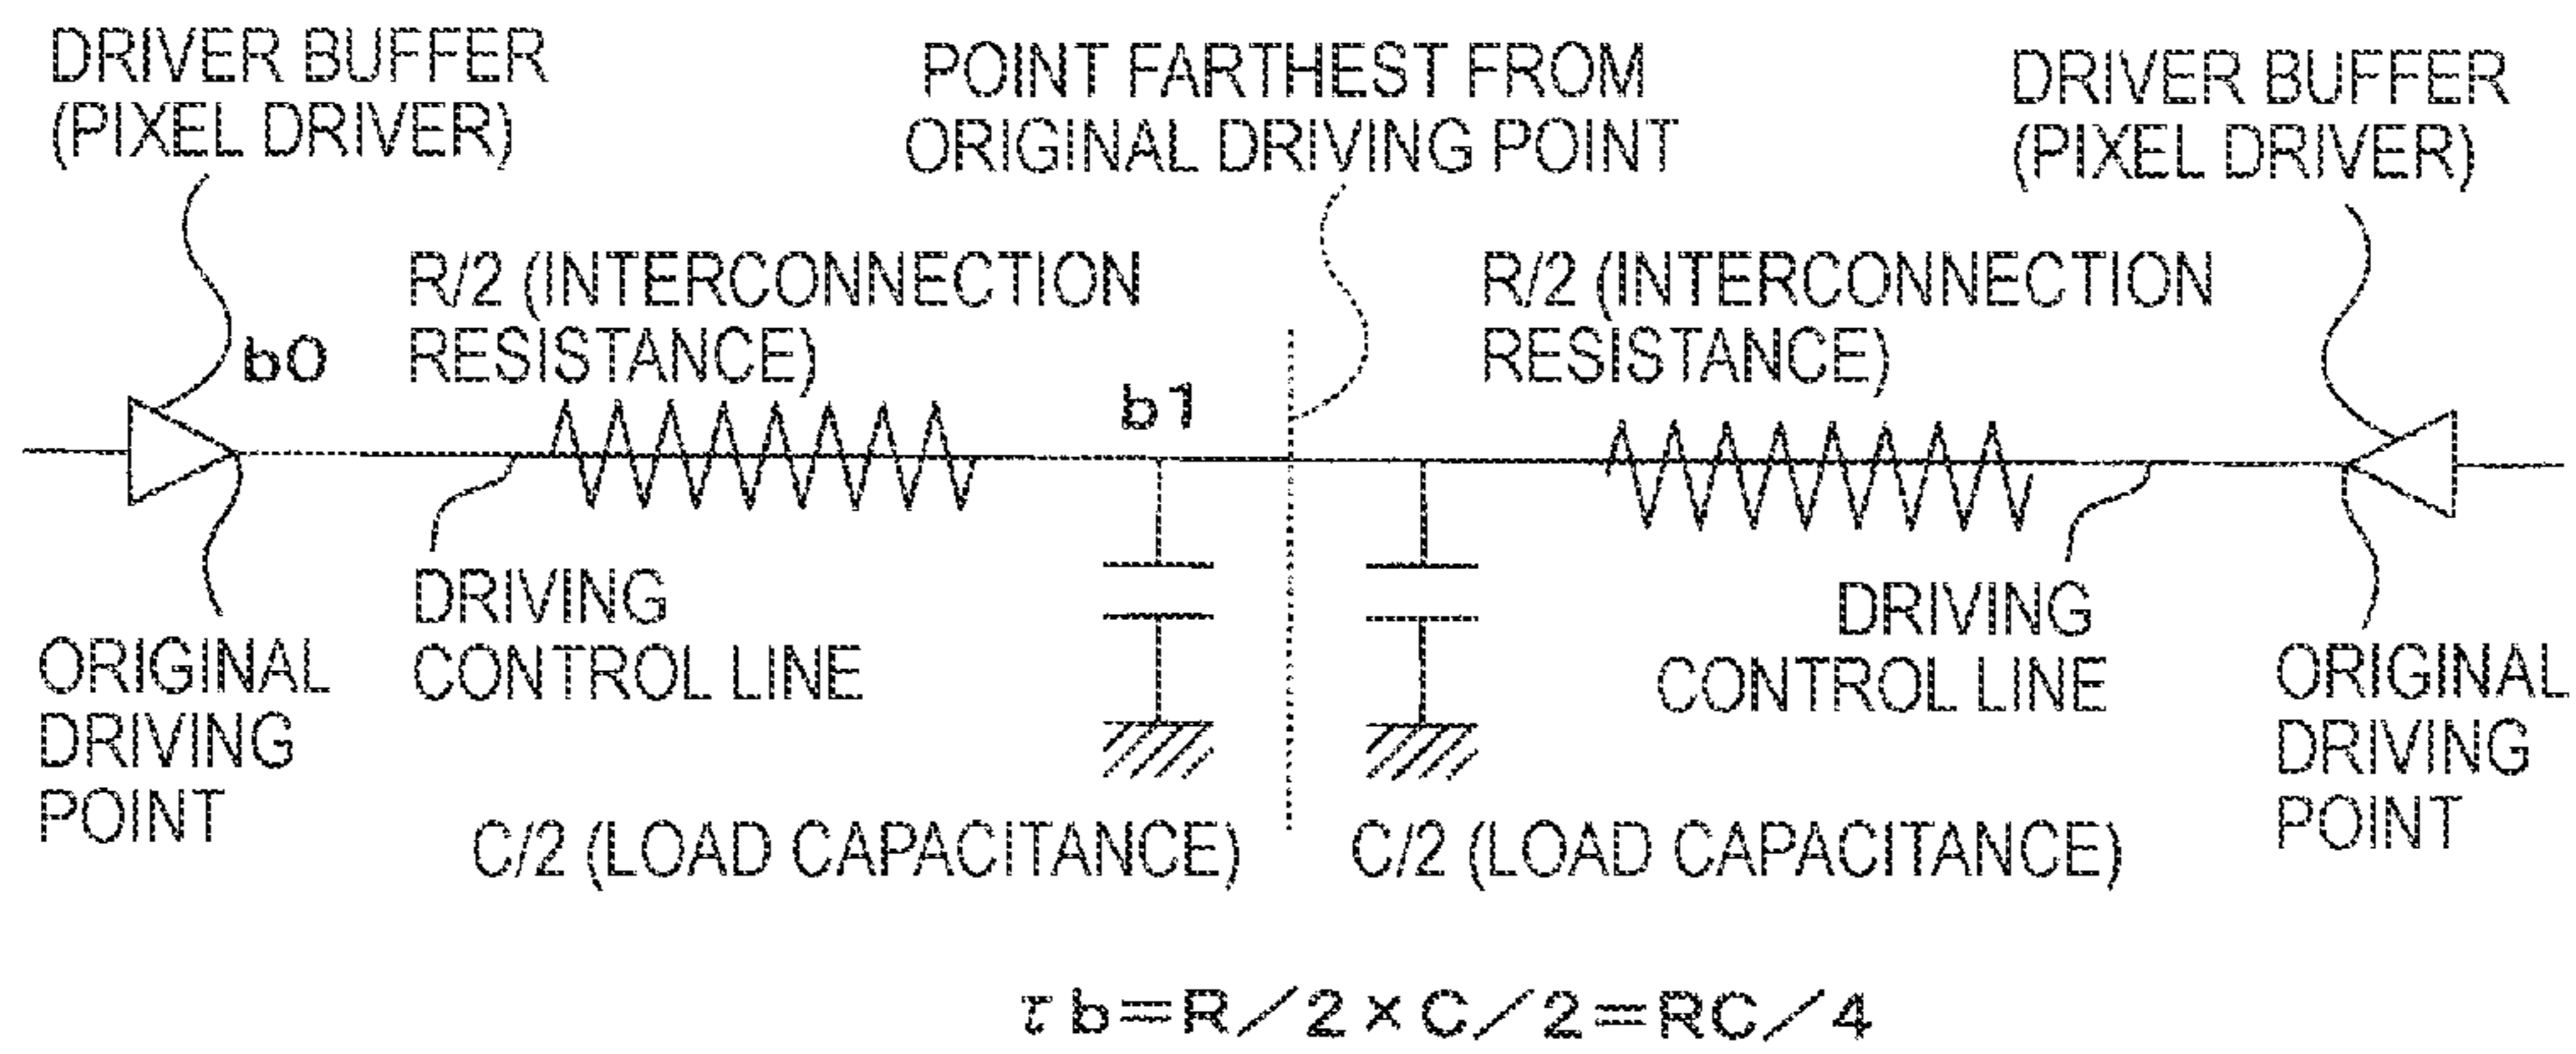 DRIVER BUFFER
(PIXEL DRIVER)
POINT FARTHEST FROM
ORIGINAL DRIVING POINT
DRIVER BUFFER
(PIXEL DRIVER)
R/2 (INTERCONNECTION
RESISTANCE)
R/2 (INTERCONNECTION
RESISTANCE)
b0
b1
DRIVING
CONTROL LINE
DRIVING
CONTROL LINE
ORIGINAL
DRIVING
POINT
ORIGINAL
DRIVING
POINT
C/2 (LOAD CAPACITANCE)
C/2 (LOAD CAPACITANCE)
τb=R/2×C/2=RC/4